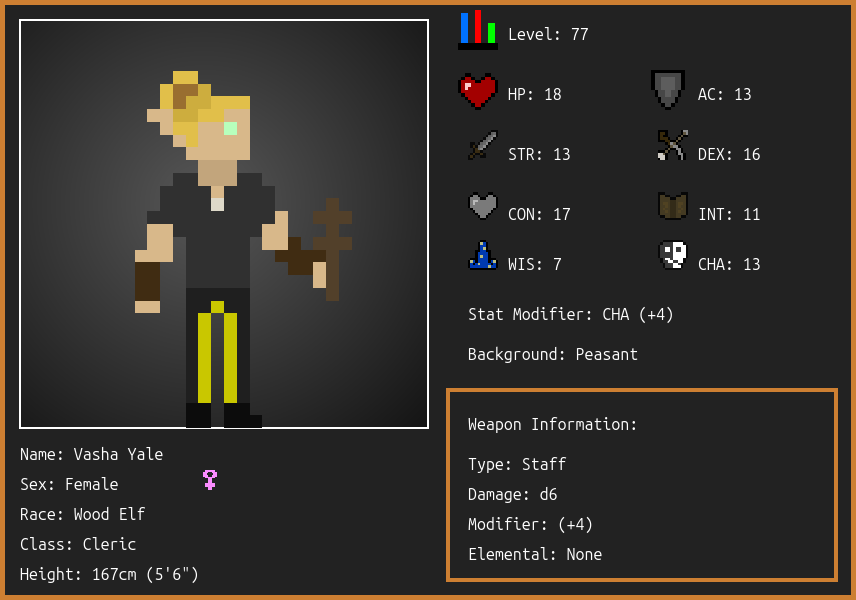 Level: 77
HP: 18
AC: 13
STR: 13
DEX: 16
CON: 17
INT: 11
WIS: 7
CHA: 13
Stat Modifier: CHA (+4)
Background: Peasant
Weapon Information:
Type: Staff
Damage: d6
Modifier: (+4)
Elemental: None
Name: Vasha Yale
Sex: Female
Race: Wood Elf
Class: Cleric
Height: 167cm (5'6")